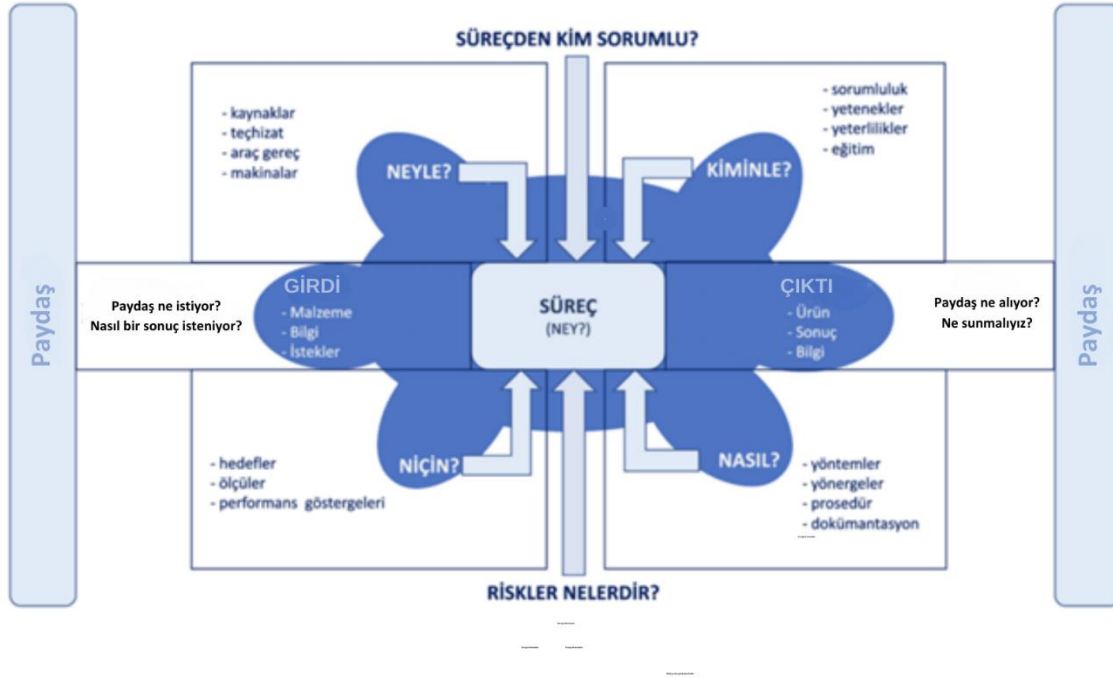 SÜREÇDEN KİM SORUMLU?
- kaynaklar
- teçhizat
- araç gereç
- makinalar
- sorumluluk
- yetenekler
- yeterlilikler
- eğitim
NEYLE?
KİMİNLE?
Paydaş
Paydaş ne istiyor?
Nasıl bir sonuç isteniyor?
GİRDİ
- Malzeme
- Bilgi
- İstekler
SÜREÇ
(NEY?)
ÇIKTI
- Ürün
- Sonuç
- Bilgi
Paydaş ne alıyor?
Ne sunmalıyız?
Paydaş
NİÇİN?
NASIL?
- hedefler
- ölçüler
- performans göstergeleri
- yöntemler
- yönergeler
- prosedür
- dokümantasyon
RİSKLER NELERDİR?